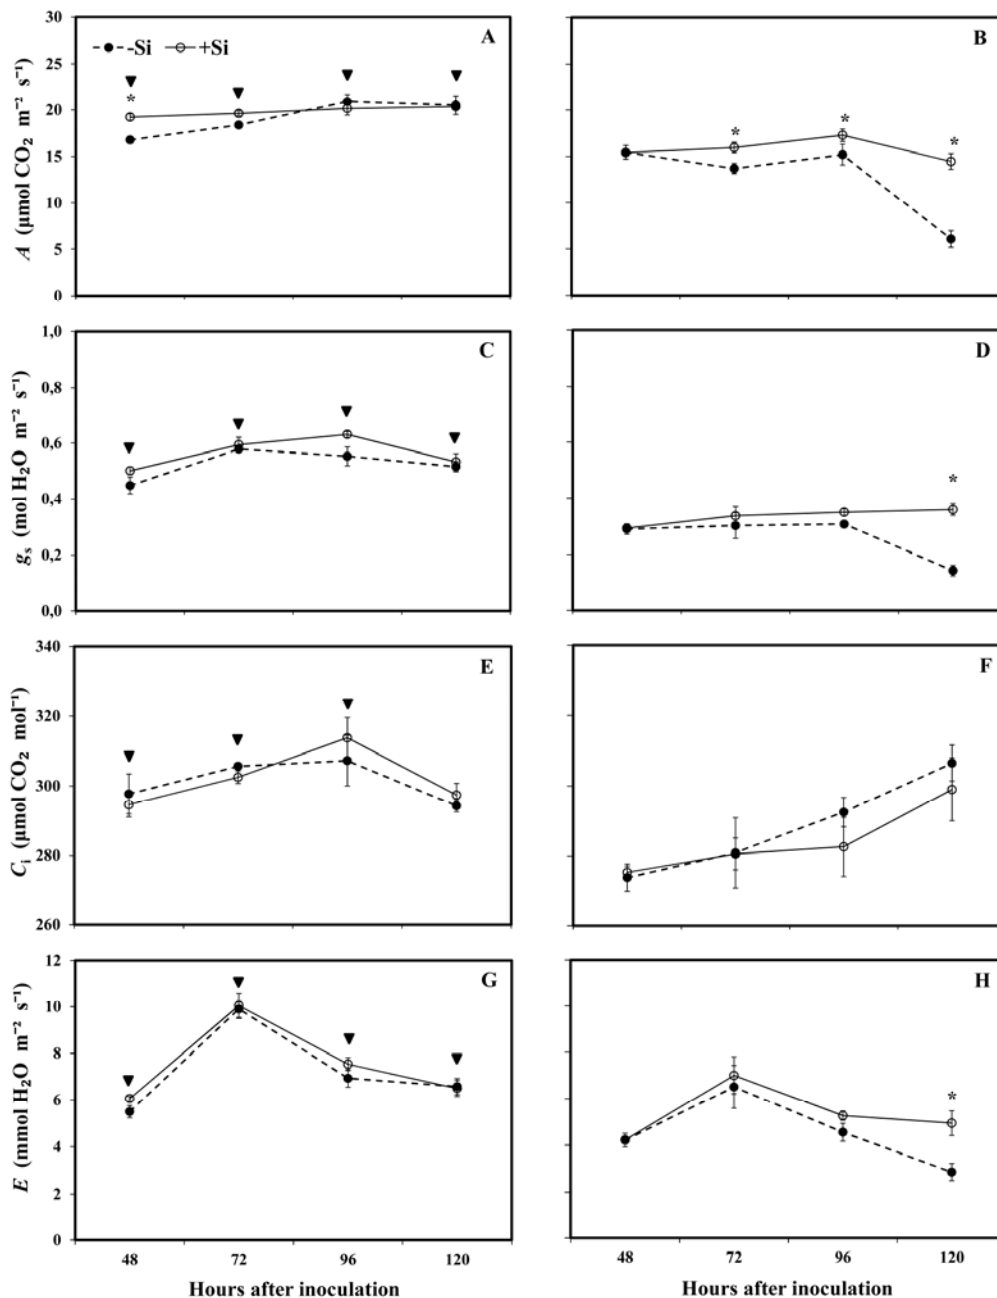 30
A
B
-Si
+Si
25
*
*
*
*
*
20
15
10
5
0
A (µmol CO₂ m⁻² s⁻¹)
1,0
C
D
0,8
0,6
*
0,4
0,2
0,0
gₛ (mol H₂O m⁻² s⁻¹)
340
E
F
320
300
280
260
Cᵢ (µmol CO₂ mol⁻¹)
12
G
H
10
8
6
*
4
2
0
E (mmol H₂O m⁻² s⁻¹)
48 72 96 120
48 72 96 120
Hours after inoculation
Hours after inoculation